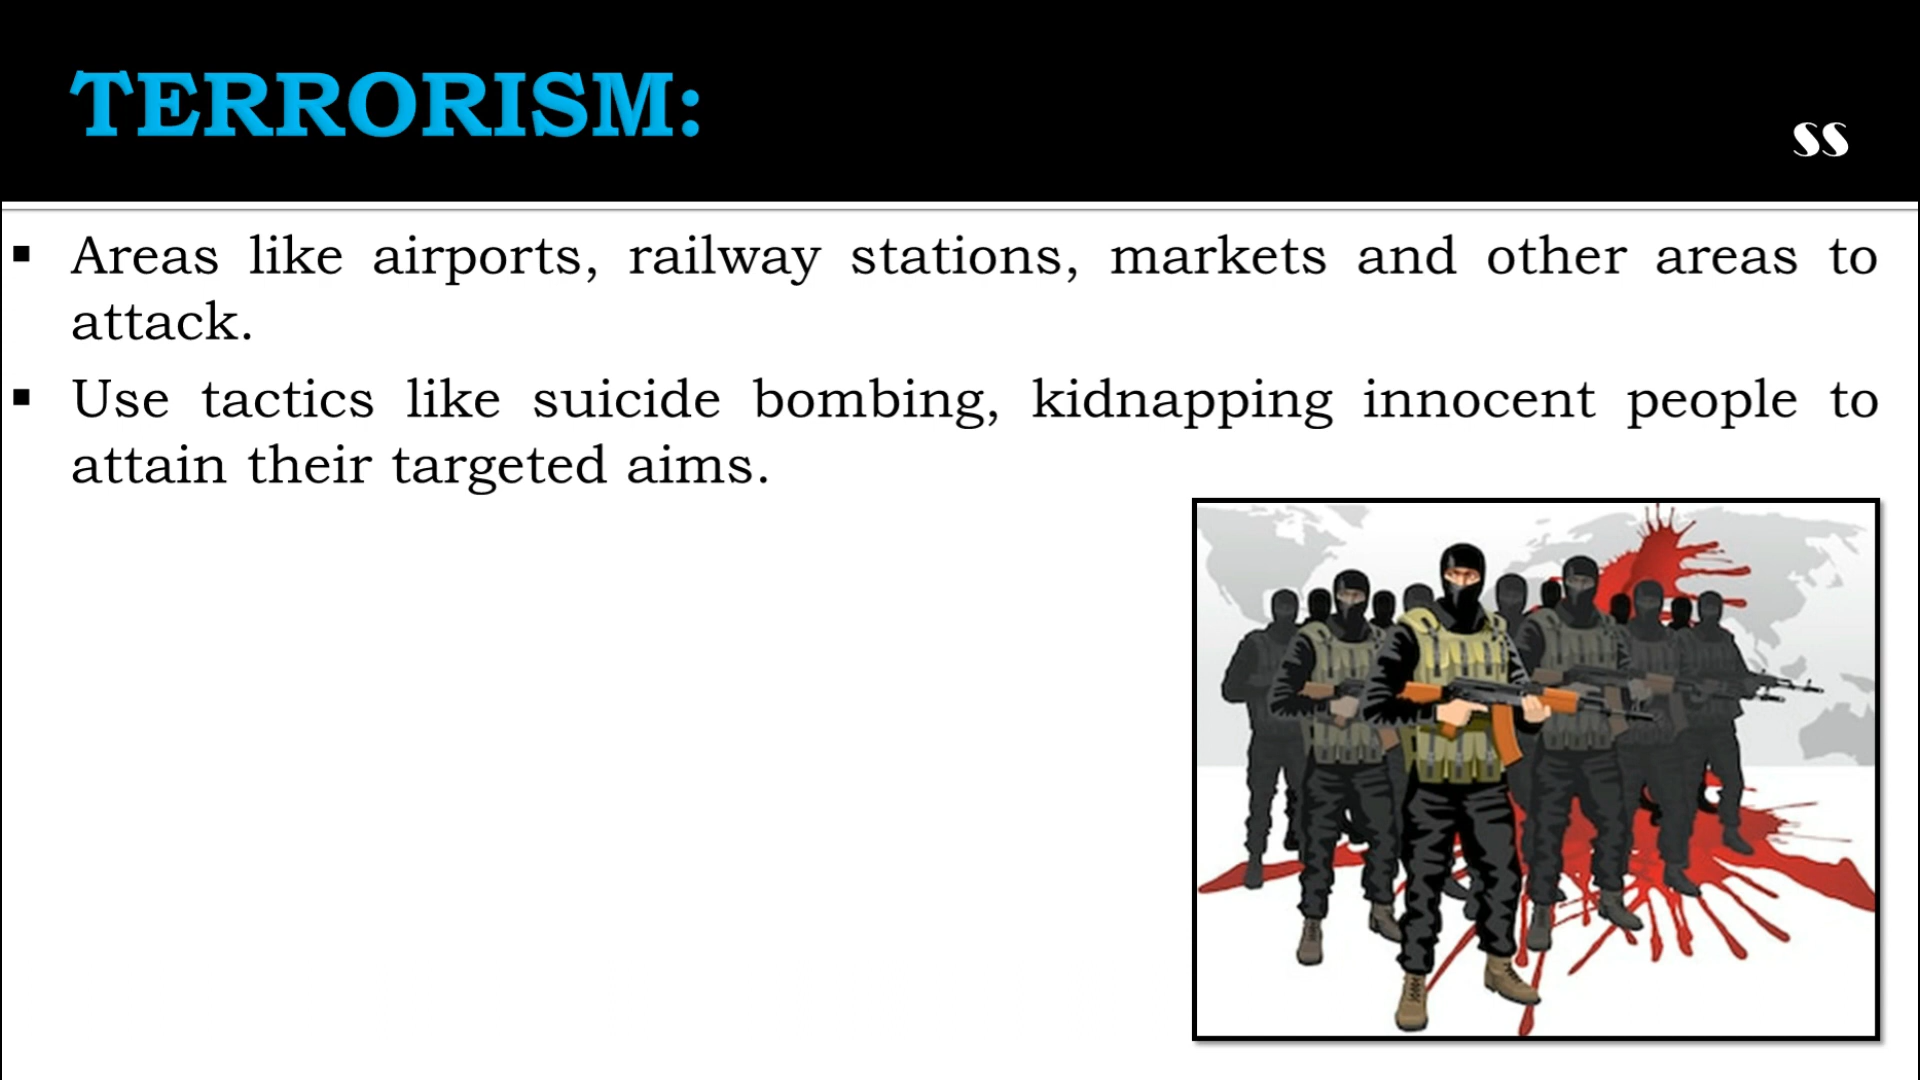 TERRORISM:
SS
Areas like airports, railway stations, markets and other areas to
attack.
Use tactics like suicide bombing, kidnapping innocent people to
attain their targeted aims.